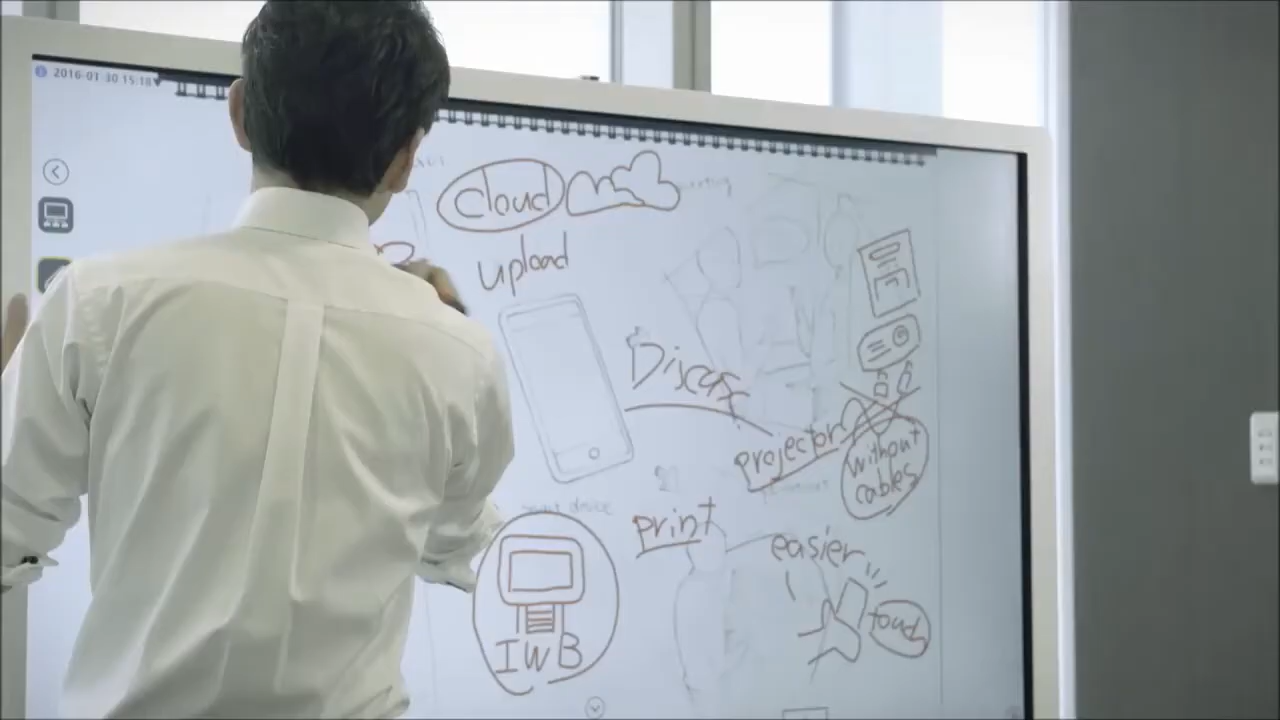 2016-01-30 15:18
cloud
upload
Discuss
projector
without
cables
print
easier
touch
IWB